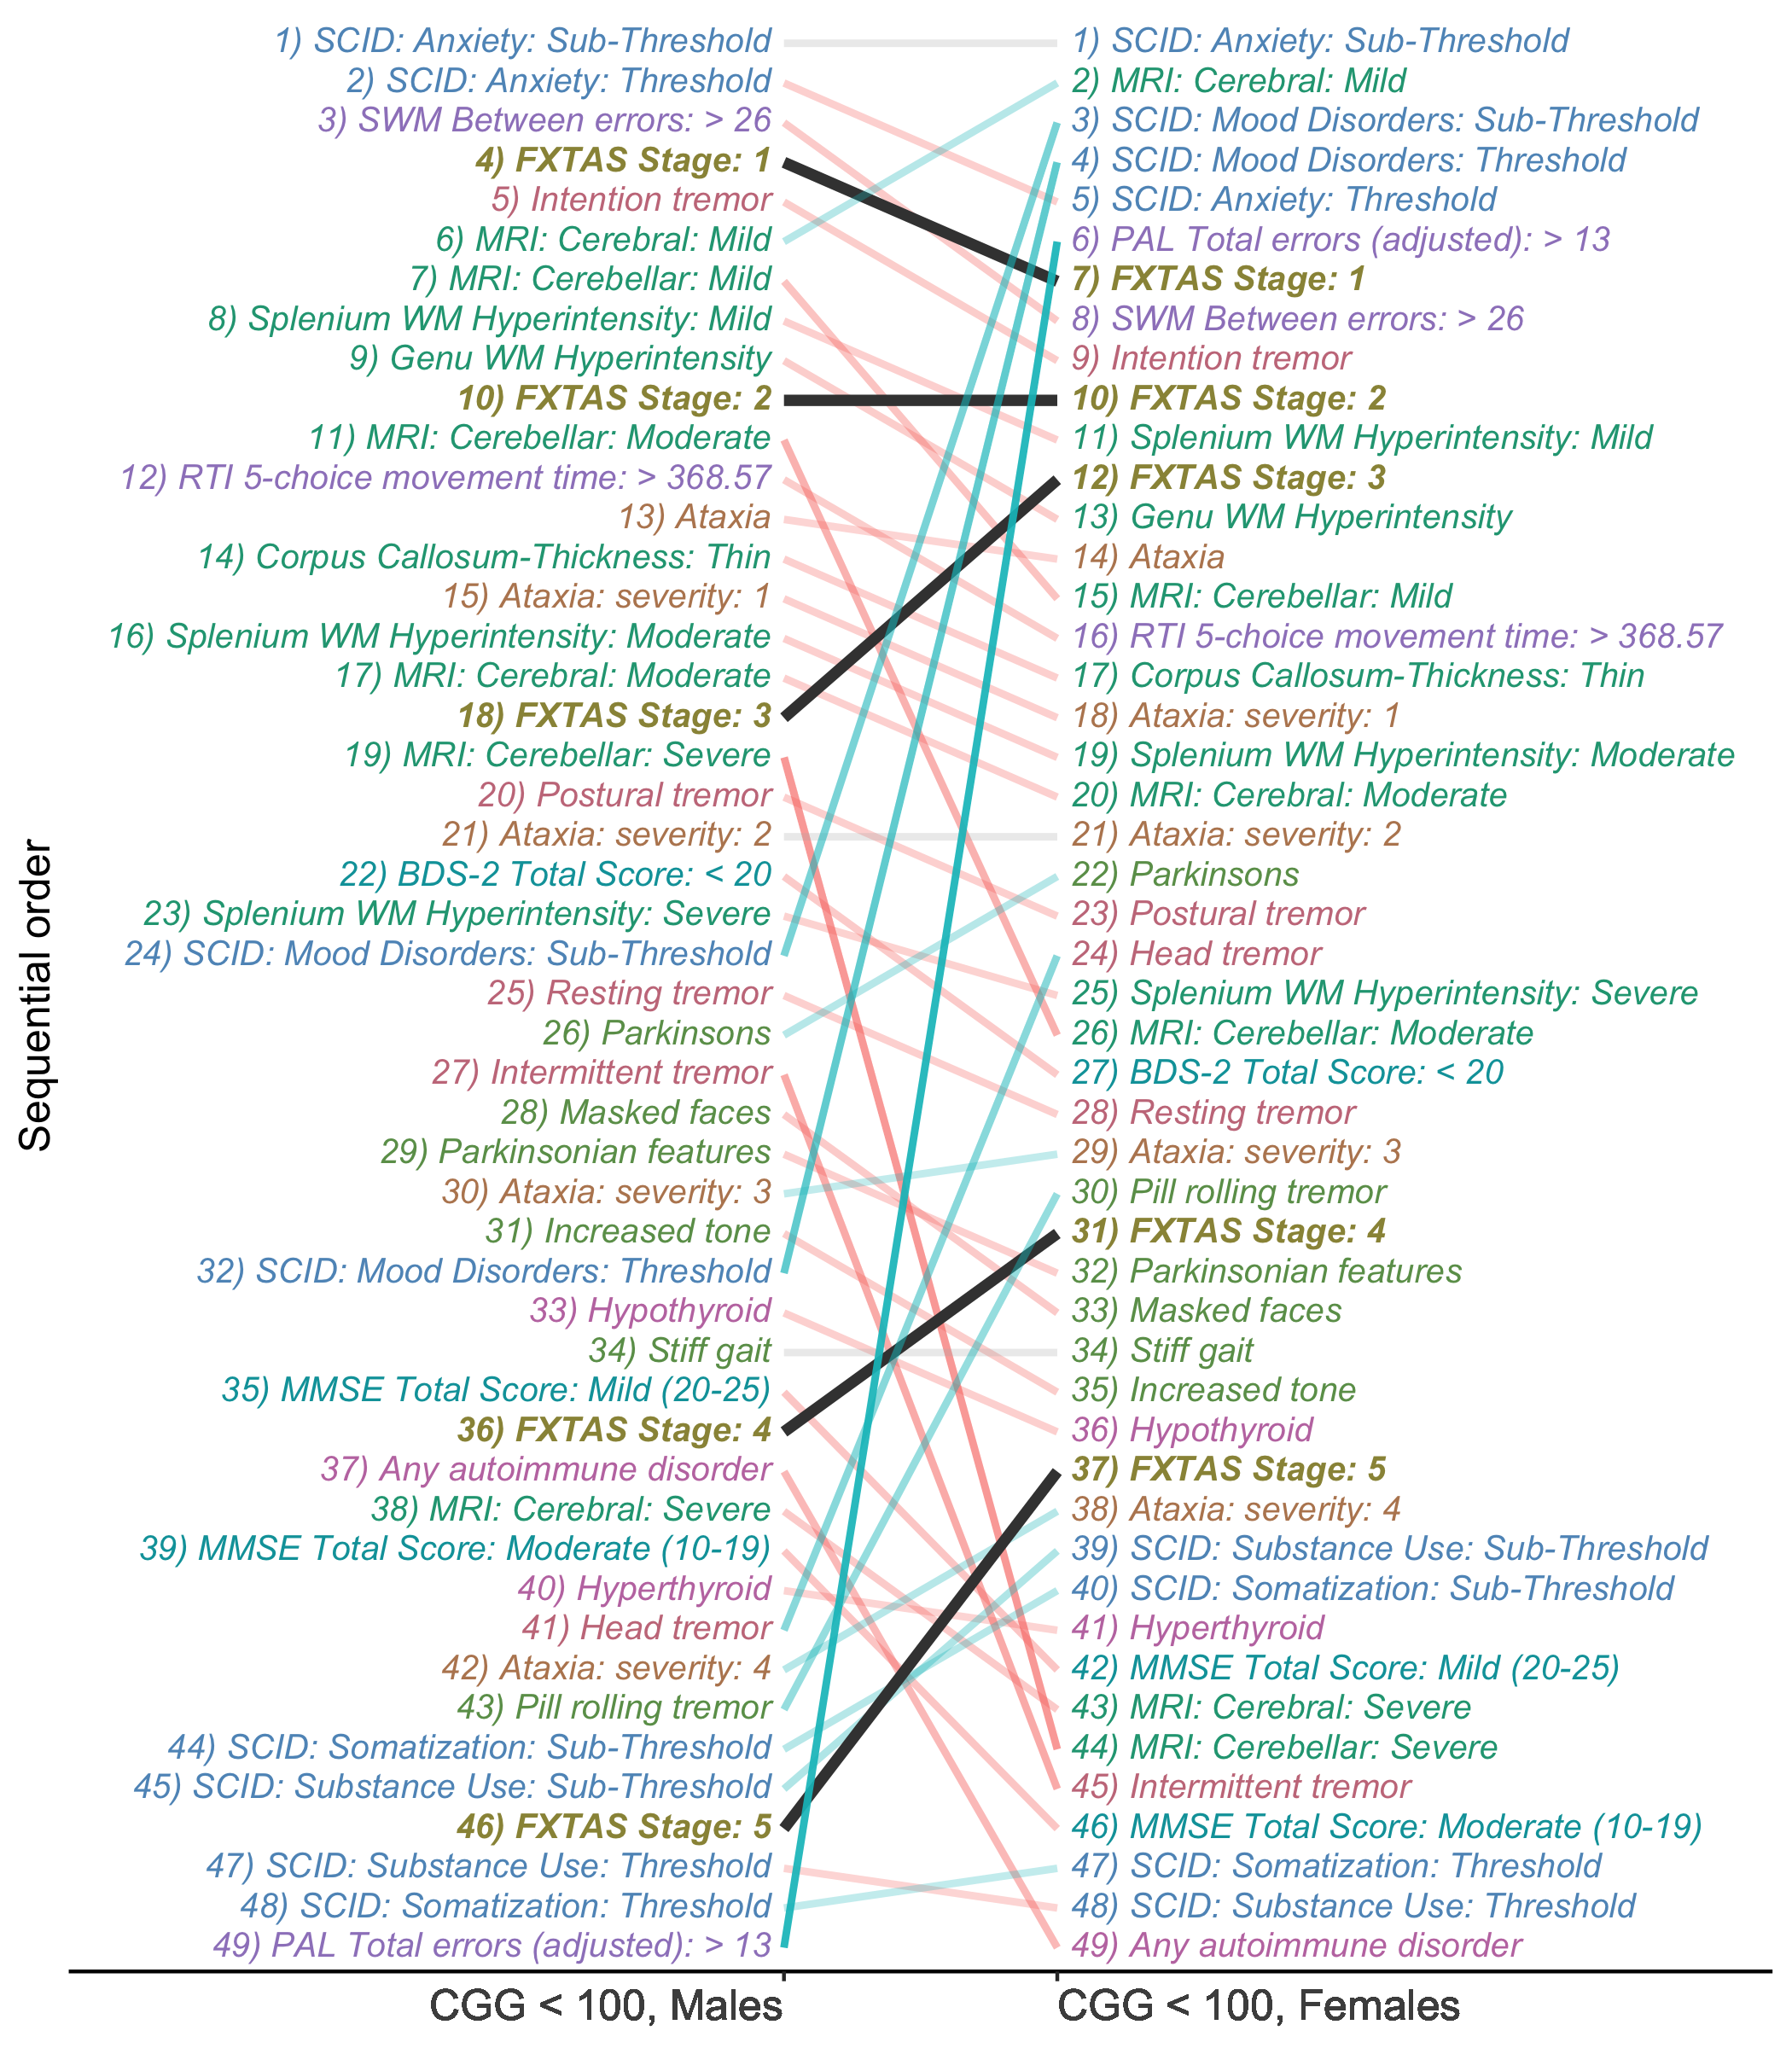 Sequential order
1) SCID: Anxiety: Sub-Threshold
2) SCID: Anxiety: Threshold
3) SWM Between errors: > 26
4) FXTAS Stage: 1
5) Intention tremor
6) MRI: Cerebral: Mild
7) MRI: Cerebellar: Mild
8) Splenium WM Hyperintensity: Mild
9) Genu WM Hyperintensity
10) FXTAS Stage: 2
11) MRI: Cerebellar: Moderate
12) RTI 5-choice movement time: > 368.57
13) Ataxia
14) Corpus Callosum-Thickness: Thin
15) Ataxia: severity: 1
16) Splenium WM Hyperintensity: Moderate
17) MRI: Cerebral: Moderate
18) FXTAS Stage: 3
19) MRI: Cerebellar: Severe
20) Postural tremor
21) Ataxia: severity: 2
22) BDS-2 Total Score: < 20
23) Splenium WM Hyperintensity: Severe
24) SCID: Mood Disorders: Sub-Threshold
25) Resting tremor
26) Parkinsons
27) Intermittent tremor
28) Masked faces
29) Parkinsonian features
30) Ataxia: severity: 3
31) Increased tone
32) SCID: Mood Disorders: Threshold
33) Hypothyroid
34) Stiff gait
35) MMSE Total Score: Mild (20-25)
36) FXTAS Stage: 4
37) Any autoimmune disorder
38) MRI: Cerebral: Severe
39) MMSE Total Score: Moderate (10-19)
40) Hyperthyroid
41) Head tremor
42) Ataxia: severity: 4
43) Pill rolling tremor
44) SCID: Somatization: Sub-Threshold
45) SCID: Substance Use: Sub-Threshold
46) FXTAS Stage: 5
47) SCID: Substance Use: Threshold
48) SCID: Somatization: Threshold
49) PAL Total errors (adjusted): > 13
CGG < 100, Males
1) SCID: Anxiety: Sub-Threshold
2) MRI: Cerebral: Mild
3) SCID: Mood Disorders: Sub-Threshold
4) SCID: Mood Disorders: Threshold
5) SCID: Anxiety: Threshold
6) PAL Total errors (adjusted): > 13
7) FXTAS Stage: 1
8) SWM Between errors: > 26
9) Intention tremor
10) FXTAS Stage: 2
11) Splenium WM Hyperintensity: Mild
12) FXTAS Stage: 3
13) Genu WM Hyperintensity
14) Ataxia
15) MRI: Cerebellar: Mild
16) RTI 5-choice movement time: > 368.57
17) Corpus Callosum-Thickness: Thin
18) Ataxia: severity: 1
19) Splenium WM Hyperintensity: Moderate
20) MRI: Cerebral: Moderate
21) Ataxia: severity: 2
22) Parkinsons
23) Postural tremor
24) Head tremor
25) Splenium WM Hyperintensity: Severe
26) MRI: Cerebellar: Moderate
27) BDS-2 Total Score: < 20
28) Resting tremor
29) Ataxia: severity: 3
30) Pill rolling tremor
31) FXTAS Stage: 4
32) Parkinsonian features
33) Masked faces
34) Stiff gait
35) Increased tone
36) Hypothyroid
37) FXTAS Stage: 5
38) Ataxia: severity: 4
39) SCID: Substance Use: Sub-Threshold
40) SCID: Somatization: Sub-Threshold
41) Hyperthyroid
42) MMSE Total Score: Mild (20-25)
43) MRI: Cerebral: Severe
44) MRI: Cerebellar: Severe
45) Intermittent tremor
46) MMSE Total Score: Moderate (10-19)
47) SCID: Somatization: Threshold
48) SCID: Substance Use: Threshold
49) Any autoimmune disorder
CGG < 100, Females